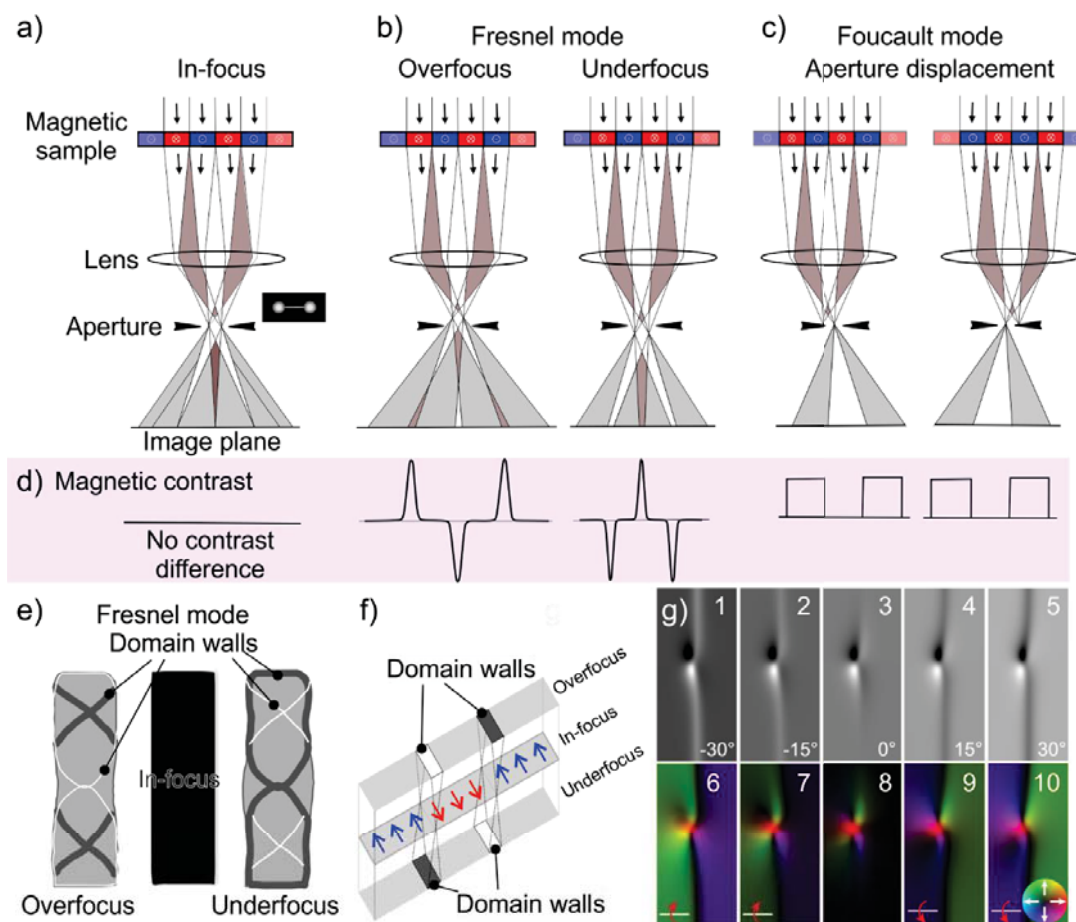 a)
In-focus
Magnetic
sample
Lens
Aperture
Image plane
b)
Fresnel mode
Overfocus
Underfocus
c)
Foucault mode
Aperture displacement
d)
Magnetic contrast
No contrast
difference
e)
Fresnel mode
Domain walls
In-focus
Overfocus
Underfocus
f)
Domain walls
Overfocus
In-focus
Underfocus
Domain walls
g)
1
2
3
4
5
-30°
-15°
0°
15°
30°
6
7
8
9
10